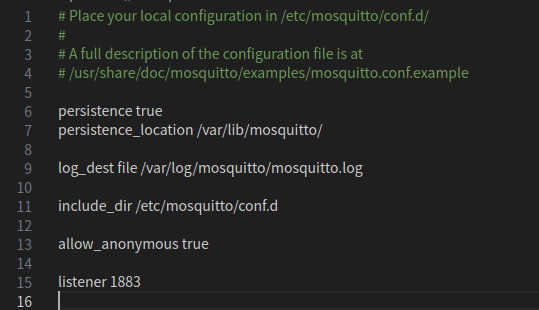 1 # Place your local configuration in /etc/mosquitto/conf.d/
2 #
3 # A full description of the configuration file is at
4 # /usr/share/doc/mosquitto/examples/mosquitto.conf.example
5
6 persistence true
7 persistence_location /var/lib/mosquitto/
8
9 log_dest file /var/log/mosquitto/mosquitto.log
10
11 include_dir /etc/mosquitto/conf.d
12
13 allow_anonymous true
14
15 listener 1883
16